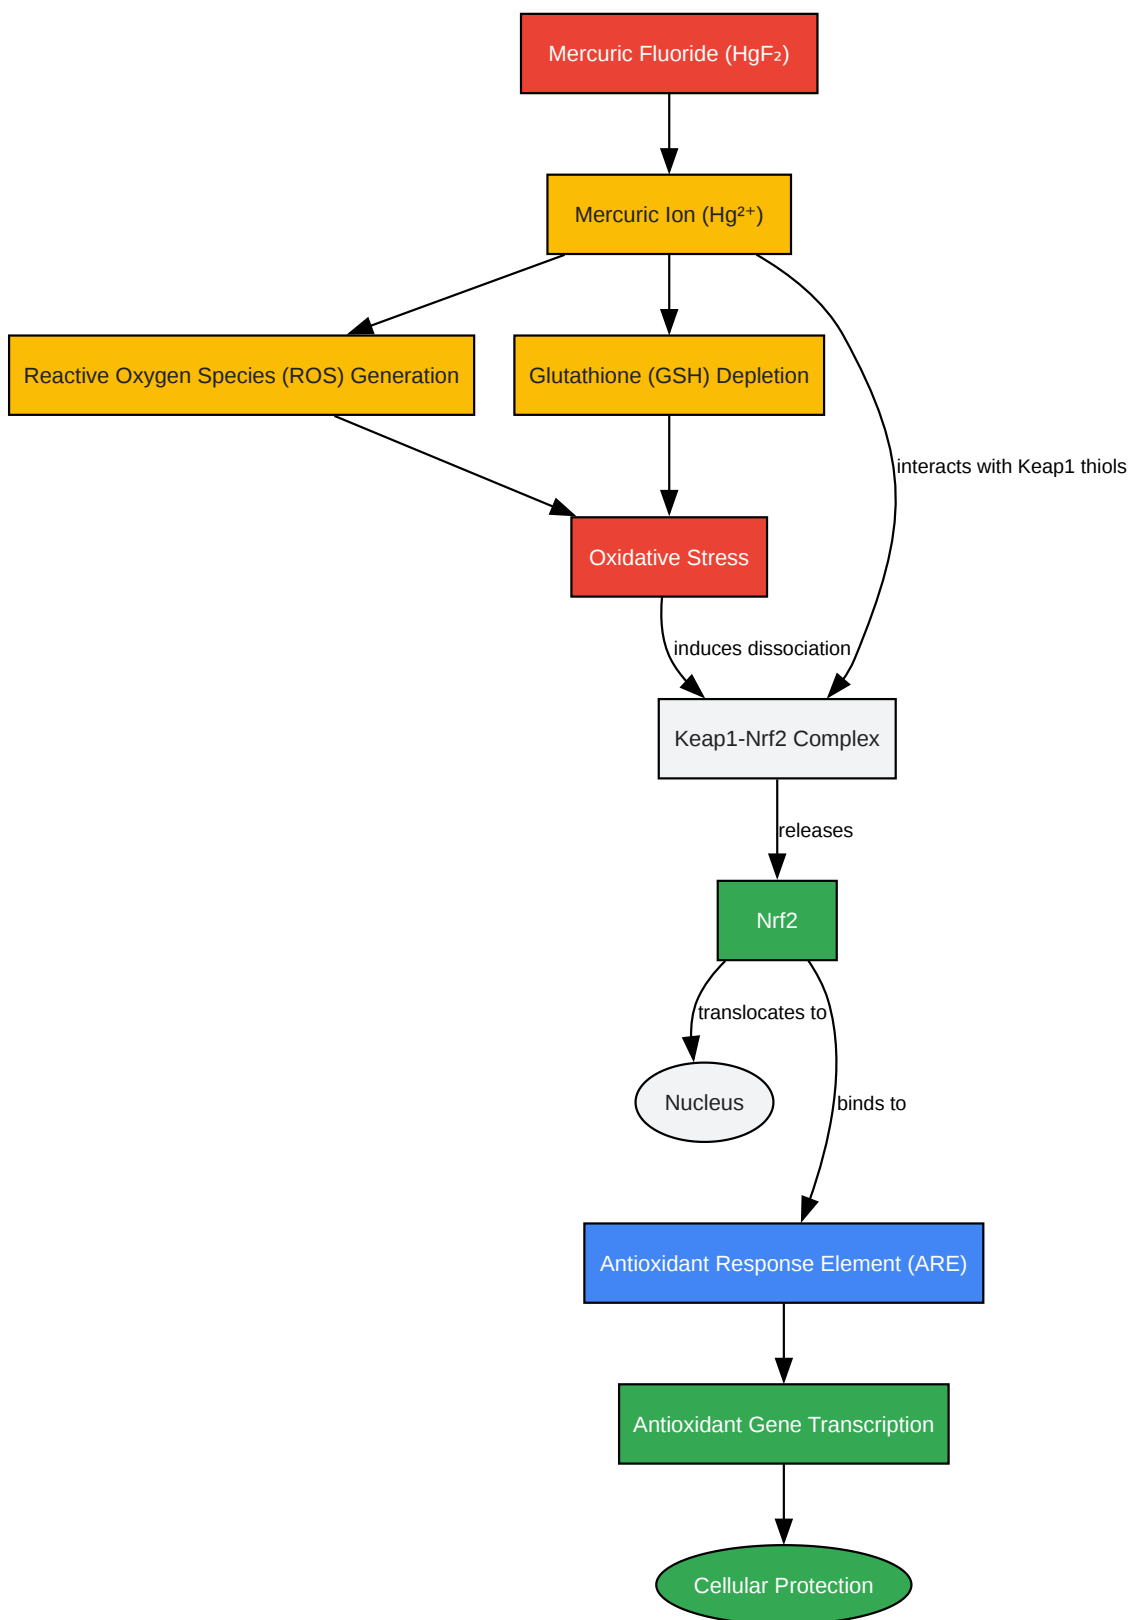 Mercuric Fluoride (HgF₂)
Mercuric Ion (Hg²⁺)
Reactive Oxygen Species (ROS) Generation
Glutathione (GSH) Depletion
interacts with Keap1 thiols
Oxidative Stress
induces dissociation
Keap1-Nrf2 Complex
releases
Nrf2
translocates to
Nucleus
binds to
Antioxidant Response Element (ARE)
Antioxidant Gene Transcription
Cellular Protection